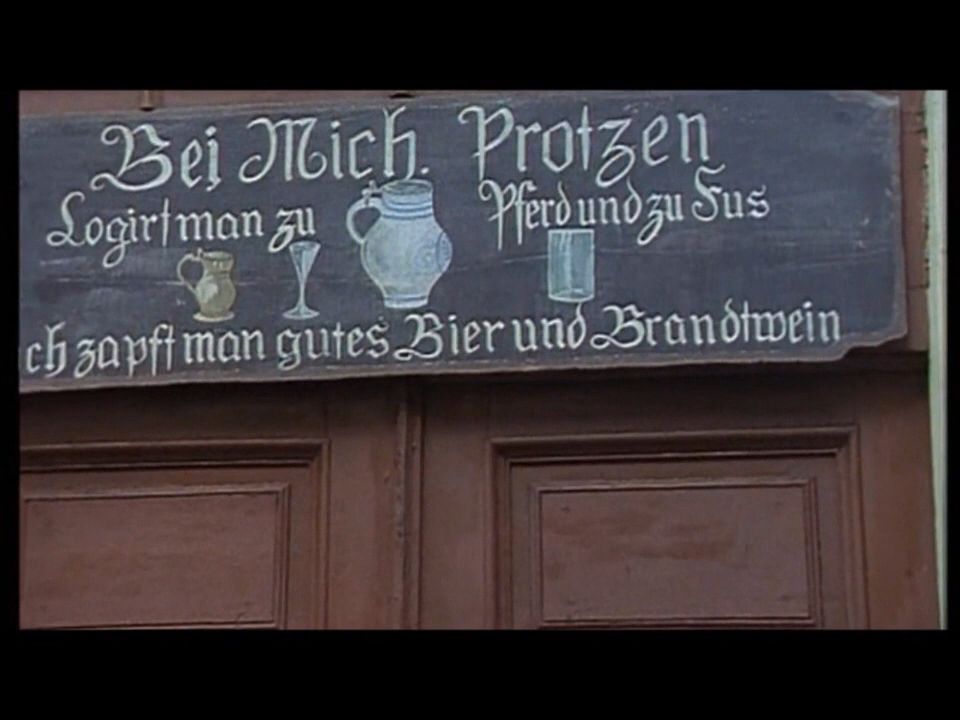 Bei Mich. Protzen
Logirt man zu Pferd und zu Fus
ch zapft man gutes Bier und Brandtwein